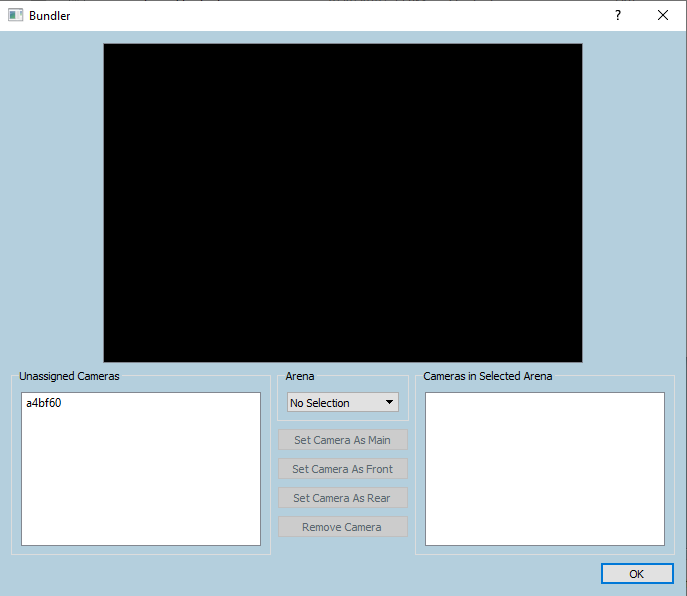 Bundler
?
Unassigned Cameras
a4bf60
Arena
No Selection
Set Camera As Main
Set Camera As Front
Set Camera As Rear
Remove Camera
Cameras in Selected Arena
OK